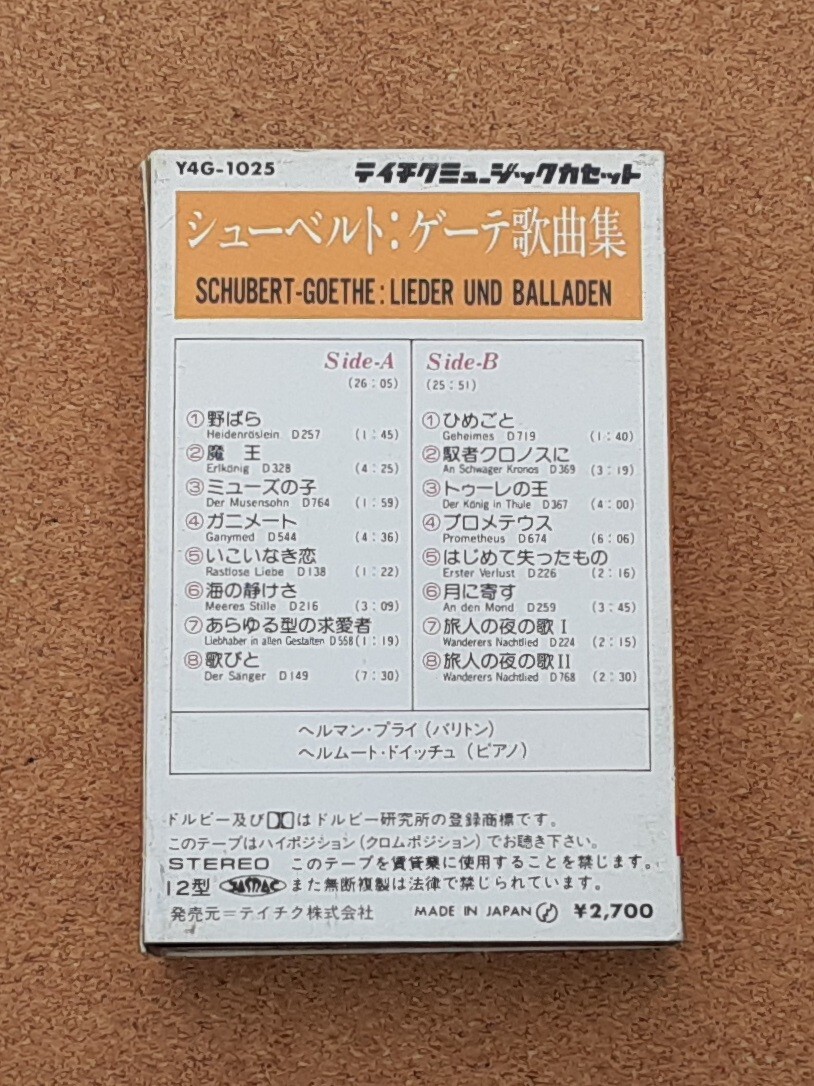 Y4G-1025 テイチクミュージックカセット
シューベルト:ゲーテ歌曲集
SCHUBERT-GOETHE: LIEDER UND BALLADEN
Side-A
(26:05)
①野ばら
Heidenröslein D257 (1:45)
②魔 王
Erlkönig D328 (4:25)
③ミューズの子
Der Musensohn D764 (1:59)
④ガニメート
Ganymed D544 (4:36)
⑤いこいなき恋
Rastlose Liebe D138 (1:22)
⑥海の静けさ
Meeres Stille D216 (3:09)
⑦あらゆる型の求愛者
Liebhaber in allen Gestalten D558 (1:19)
⑧歌びと
Der Sänger D149 (7:30)
Side-B
(25:51)
①ひめごと
Geheimes D719 (1:40)
②馭者クロノスに
An Schwager Kronos D369 (3:19)
③トゥーレの王
Der König in Thule D367 (4:00)
④プロメテウス
Prometheus D674 (6:06)
⑤はじめて失ったもの
Erster Verlust D226 (2:16)
⑥月に寄す
An den Mond D259 (3:45)
⑦旅人の夜の歌 I
Wanderers Nachtlied D224 (2:15)
⑧旅人の夜の歌 II
Wanderers Nachtlied D768 (2:30)
ヘルマン・プライ(バリトン)
ヘルムート・ドイッチュ(ピアノ)
ドルビー及びはドルビー研究所の登録商標です。
このテープはハイポジション(クロムポジション)でお聴き下さい。
STEREO このテープを賃貸業に使用することを禁じます。
12型 また無断複製は法律で禁じられています。
発売元=テイチク株式会社 MADE IN JAPAN ¥2,700